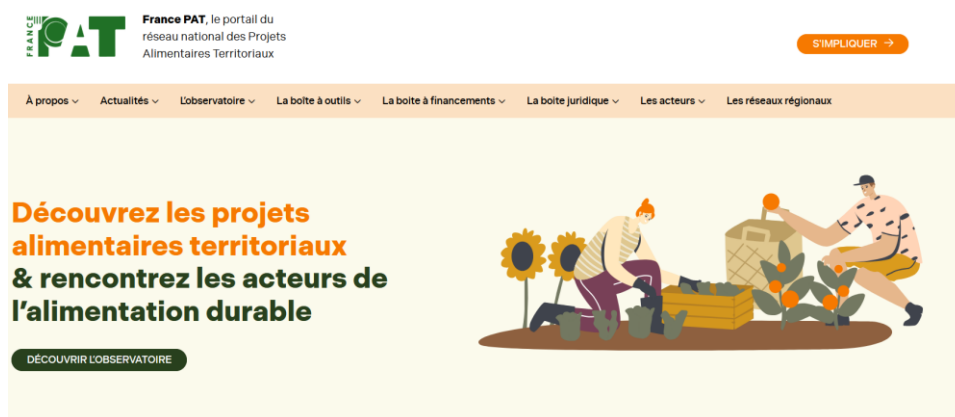 FRANCE
PAT
France PAT, le portail du
réseau national des Projets
Alimentaires Territoriaux
S'IMPLIQUER →
À propos
Actualités
L'observatoire
La boîte à outils
La boite à financements
La boite juridique
Les acteurs
Les réseaux régionaux
Découvrez les projets
alimentaires territoriaux
& rencontrez les acteurs de
l'alimentation durable
DÉCOUVRIR L'OBSERVATOIRE